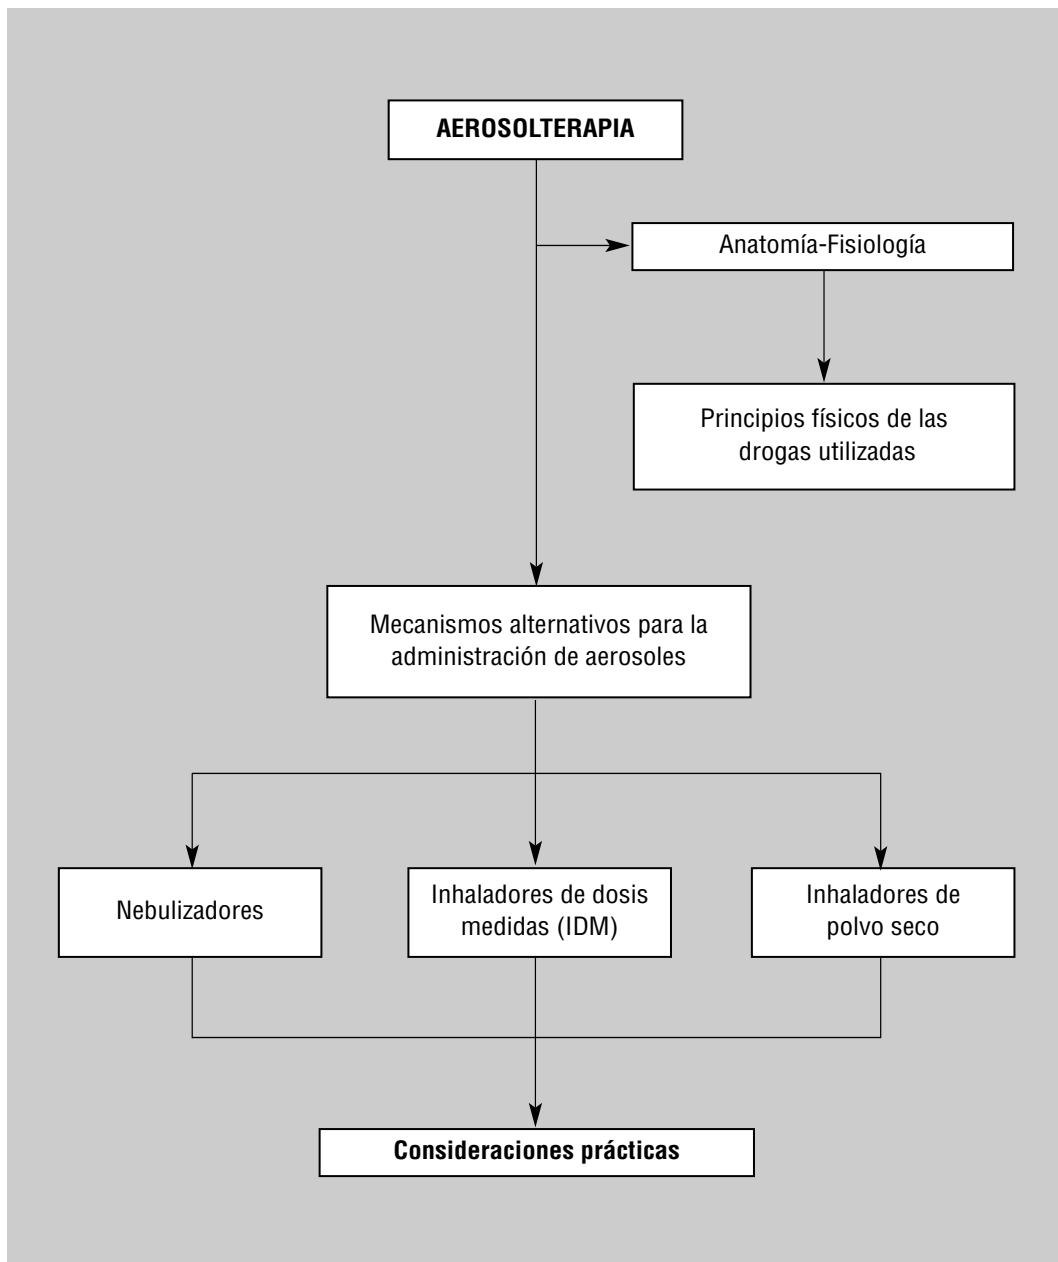 AEROSOLTERAPIA
Anatomía-Fisiología
Principios físicos de las
drogas utilizadas
Mecanismos alternativos para la
administración de aerosoles
Nebulizadores
Inhaladores de dosis
medidas (IDM)
Inhaladores de
polvo seco
Consideraciones prácticas